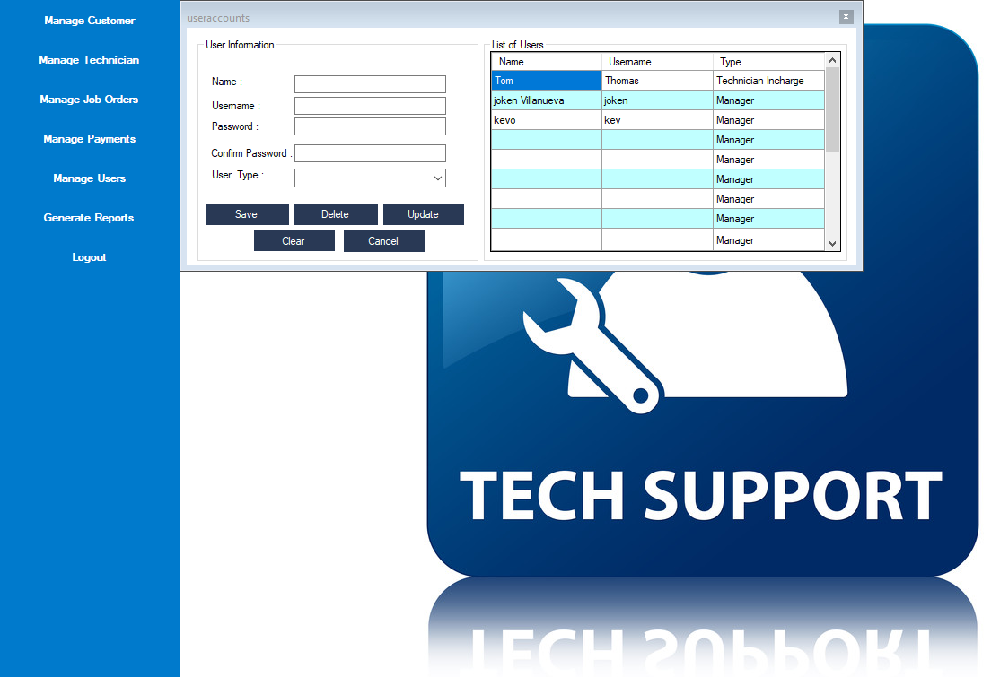 Manage Customer
Manage Technician
Manage Job Orders
Manage Payments
Manage Users
Generate Reports
Logout
useraccounts
x
User Information
Name :
Username :
Password :
Confirm Password :
User Type :
Save Delete Update
Clear Cancel
List of Users
Name Username Type
Tom Thomas Technician Incharge
joken Villanueva joken Manager
kevo kev Manager
Manager
Manager
Manager
Manager
Manager
Manager
TECH SUPPORT
TECH SUPPORT